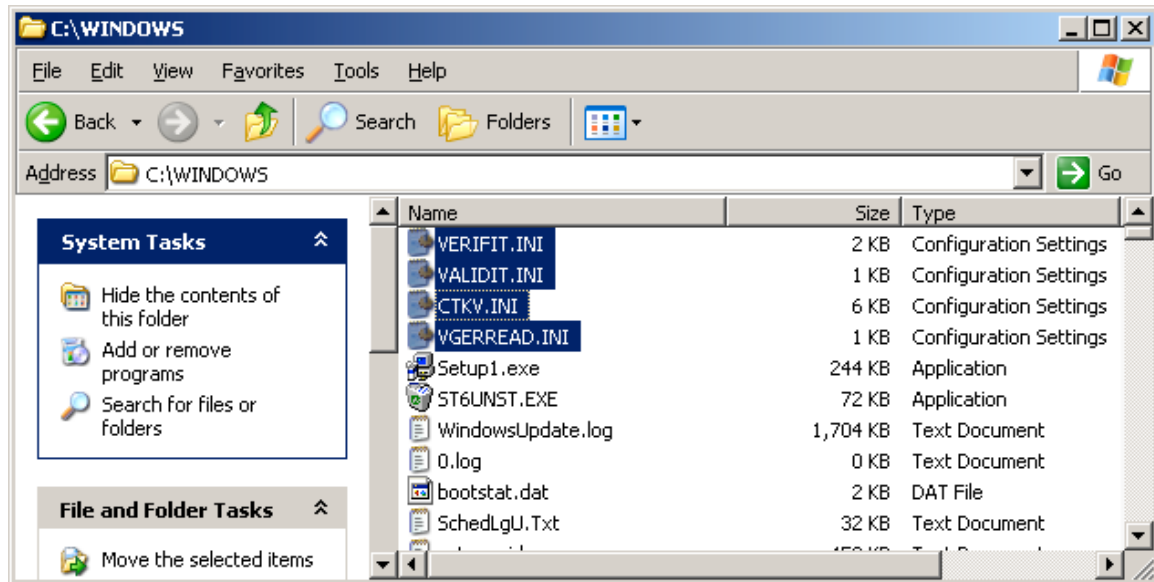 C:\WINDOWS
File Edit View Favorites Tools Help
Back Search Folders
Address C:\WINDOWS Go
System Tasks
Hide the contents of
this folder
Add or remove
programs
Search for files or
folders
File and Folder Tasks
Move the selected items
Name Size Type
VERIFIT.INI 2 KB Configuration Settings
VALIDIT.INI 1 KB Configuration Settings
CTKV.INI 6 KB Configuration Settings
VGERREAD.INI 1 KB Configuration Settings
Setup1.exe 244 KB Application
ST6UNST.EXE 72 KB Application
WindowsUpdate.log 1,704 KB Text Document
0.log 0 KB Text Document
bootstat.dat 2 KB DAT File
SchedLgU.Txt 32 KB Text Document